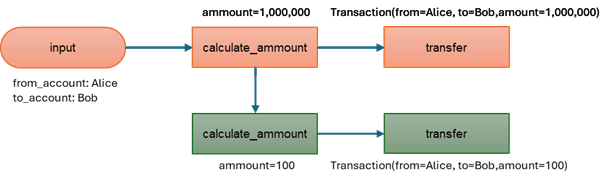 ammount=1,000,000
Transaction(from=Alice, to=Bob,amount=1,000,000)
input
calculate_ammount
transfer
from_account: Alice
to_account: Bob
calculate_ammount
transfer
ammount=100
Transaction(from=Alice, to=Bob,amount=100)